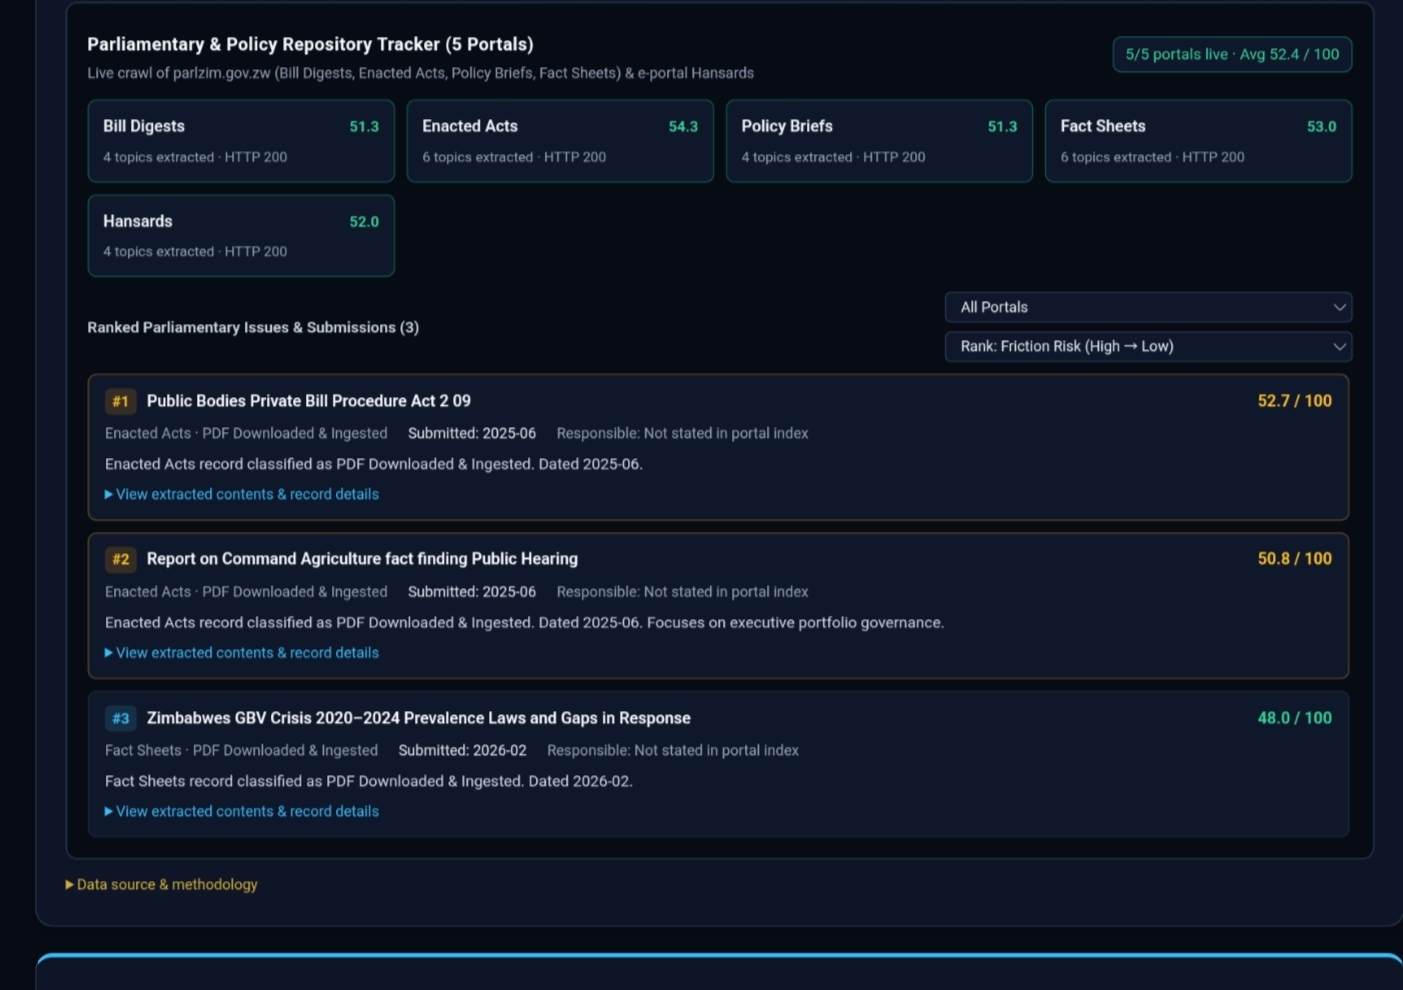 Parliamentary & Policy Repository Tracker (5 Portals)
5/5 portals live · Avg 52.4 / 100
Live crawl of parlzim.gov.zw (Bill Digests, Enacted Acts, Policy Briefs, Fact Sheets) & e-portal Hansards
Bill Digests 51.3
4 topics extracted · HTTP 200
Enacted Acts 54.3
6 topics extracted · HTTP 200
Policy Briefs 51.3
4 topics extracted · HTTP 200
Fact Sheets 53.0
6 topics extracted · HTTP 200
Hansards 52.0
4 topics extracted · HTTP 200
Ranked Parliamentary Issues & Submissions (3)
All Portals
Rank: Friction Risk (High → Low)
#1 Public Bodies Private Bill Procedure Act 2 09 52.7 / 100
Enacted Acts · PDF Downloaded & Ingested Submitted: 2025-06 Responsible: Not stated in portal index
Enacted Acts record classified as PDF Downloaded & Ingested. Dated 2025-06.
▶ View extracted contents & record details
#2 Report on Command Agriculture fact finding Public Hearing 50.8 / 100
Enacted Acts · PDF Downloaded & Ingested Submitted: 2025-06 Responsible: Not stated in portal index
Enacted Acts record classified as PDF Downloaded & Ingested. Dated 2025-06. Focuses on executive portfolio governance.
▶ View extracted contents & record details
#3 Zimbabwes GBV Crisis 2020–2024 Prevalence Laws and Gaps in Response 48.0 / 100
Fact Sheets · PDF Downloaded & Ingested Submitted: 2026-02 Responsible: Not stated in portal index
Fact Sheets record classified as PDF Downloaded & Ingested. Dated 2026-02.
▶ View extracted contents & record details
▶ Data source & methodology